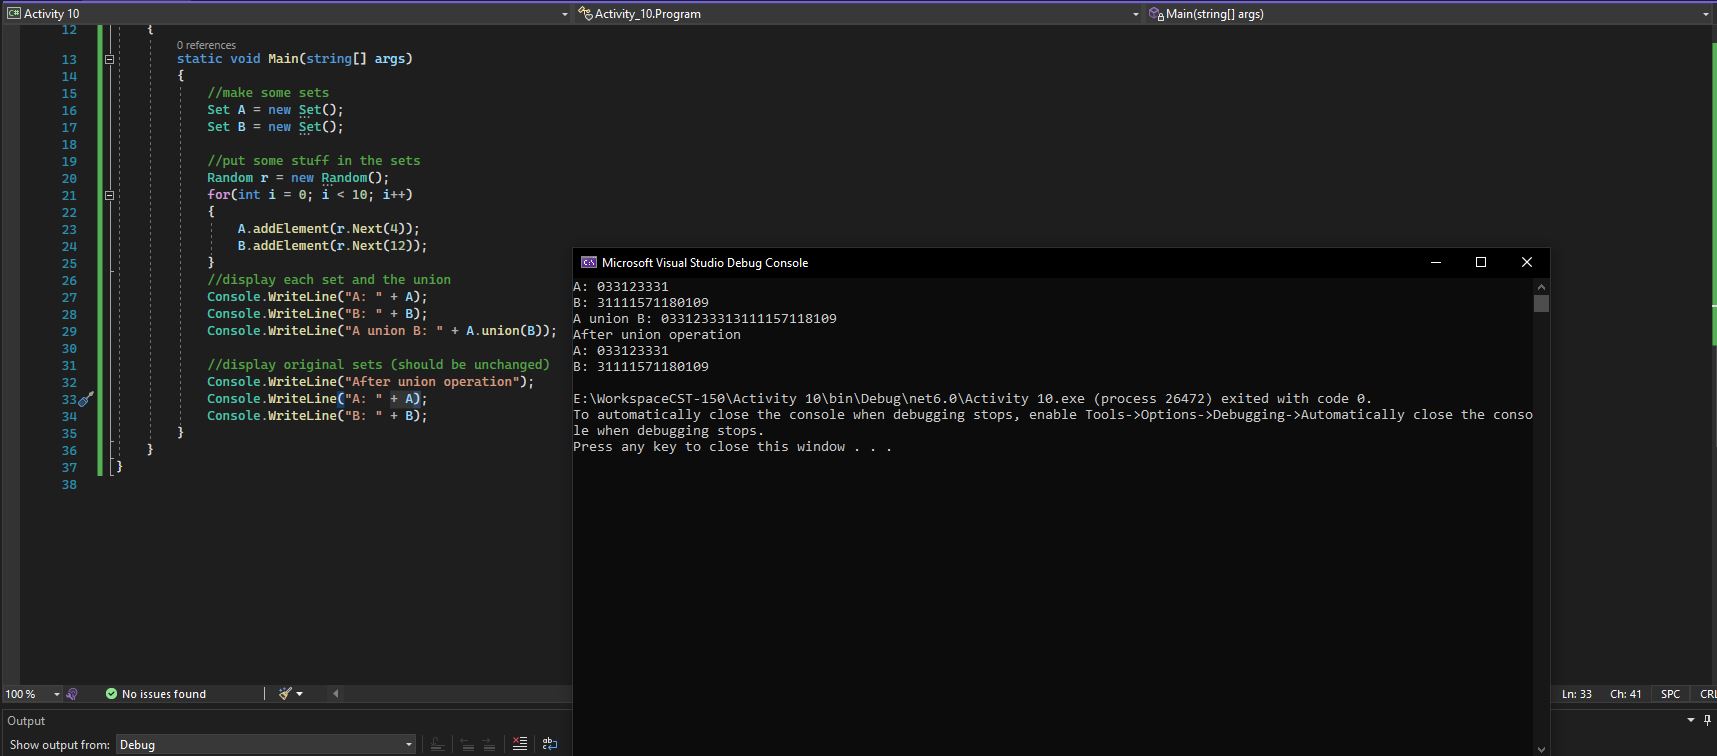 C# Activity 10
Activity_10.Program
Main(string[] args)
12 {
0 references
13 static void Main(string[] args)
14 {
15 //make some sets
16 Set A = new Set();
17 Set B = new Set();
18
19 //put some stuff in the sets
20 Random r = new Random();
21 for(int i = 0; i < 10; i++)
22 {
23 A.addElement(r.Next(4));
24 B.addElement(r.Next(12));
25 }
26 //display each set and the union
27 Console.WriteLine("A: " + A);
28 Console.WriteLine("B: " + B);
29 Console.WriteLine("A union B: " + A.union(B));
30
31 //display original sets (should be unchanged)
32 Console.WriteLine("After union operation");
33 Console.WriteLine("A: " + A);
34 Console.WriteLine("B: " + B);
35 }
36 }
37 }
38
Microsoft Visual Studio Debug Console
A: 033123331
B: 31111571180109
A union B: 0331233313111157118109
After union operation
A: 033123331
B: 31111571180109
E:\WorkspaceCST-150\Activity 10\bin\Debug\net6.0\Activity 10.exe (process 26472) exited with code 0.
To automatically close the console when debugging stops, enable Tools->Options->Debugging->Automatically close the conso
le when debugging stops.
Press any key to close this window . . .
100 %
No issues found
Ln: 33 Ch: 41 SPC CRL
Output
Show output from: Debug